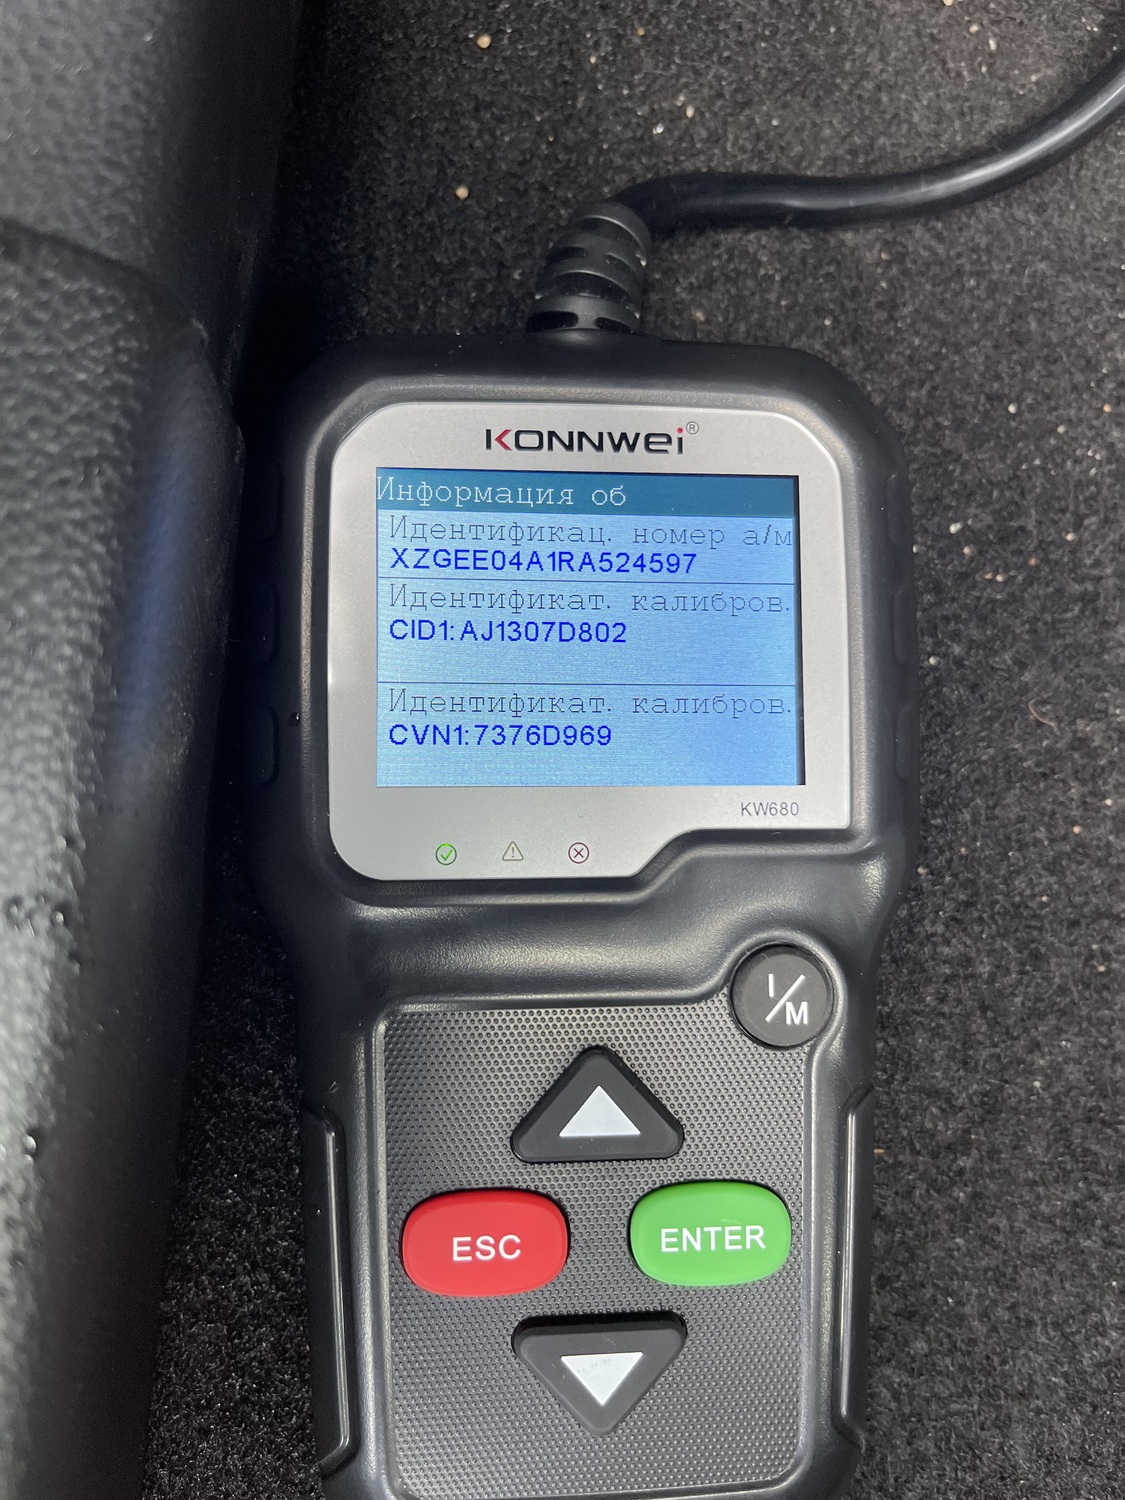 KONNWEI®
Информация об
Идентификац. номер а/м
XZGEE04A1RA524597
Идентификат. калибров.
CID1:AJ1307D802
Идентификат. калибров.
CVN1:7376D969
KW680
I/M
ESC
ENTER